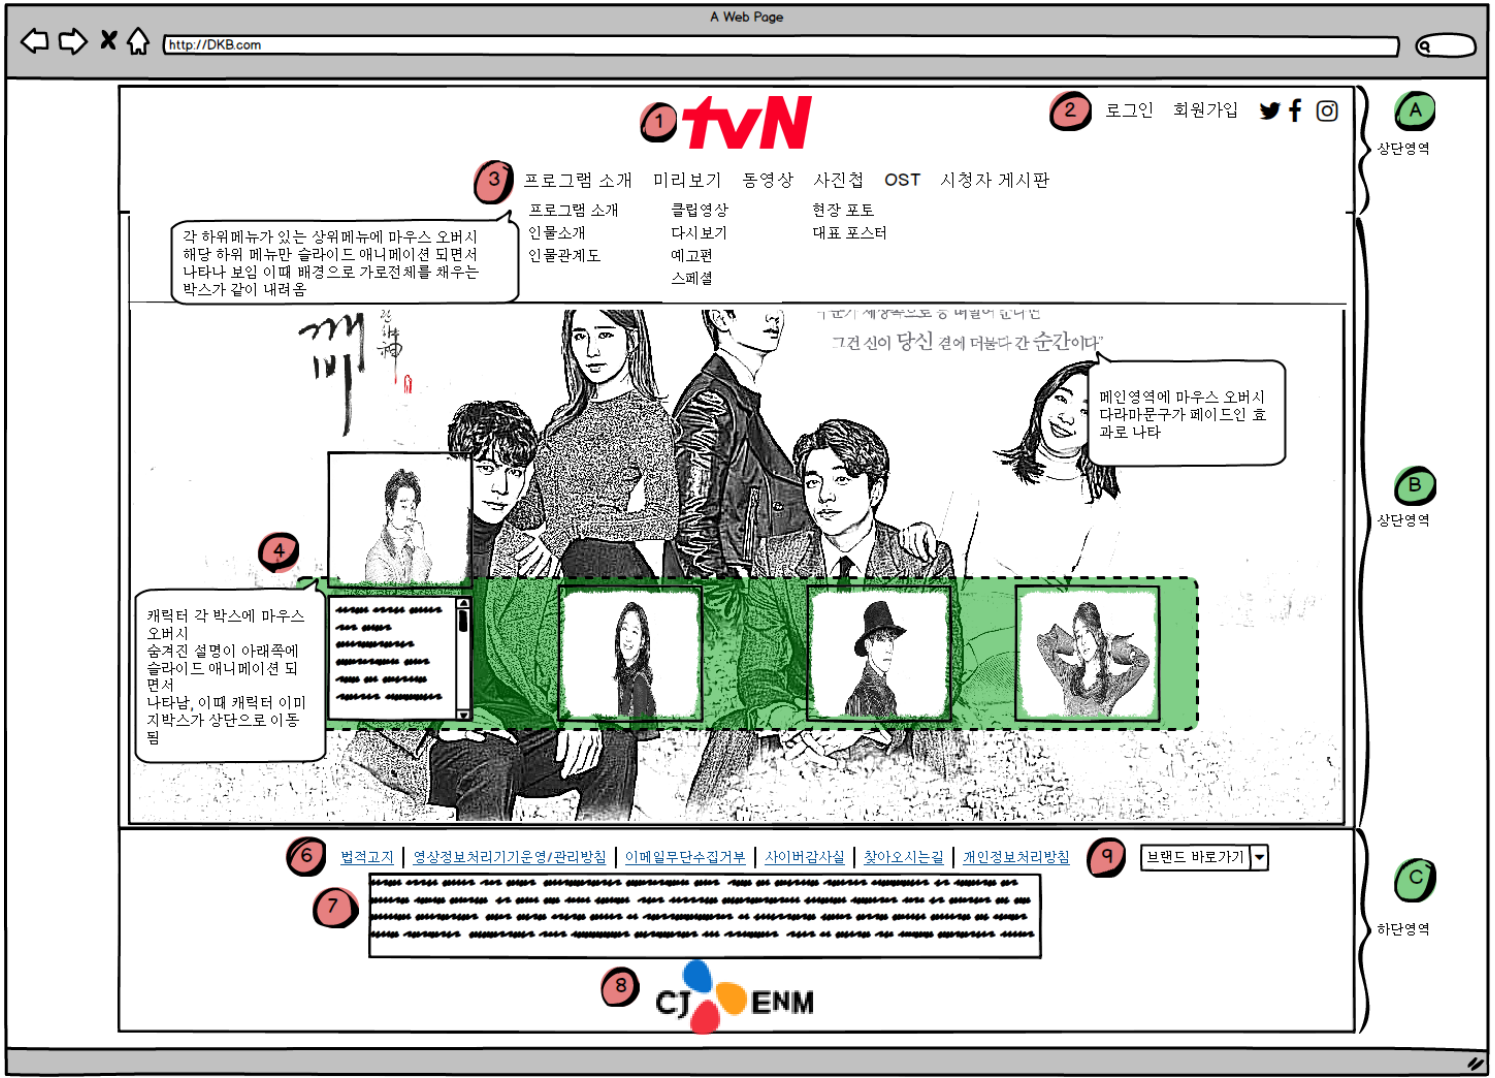 A Web Page
http://DKB.com
1
tvN
2
로그인 회원가입
A
상단영역
3
프로그램 소개 미리보기 동영상 사진첩 OST 시청자 게시판
프로그램 소개 클립영상 현장 포토
인물소개 다시보기 대표 포스터
인물관계도 예고편
스페셜
각 하위메뉴가 있는 상위메뉴에 마우스 오버시
해당 하위 메뉴만 슬라이드 애니메이션 되면서
나타나 보임 이때 배경으로 가로전체를 채우는
박스가 같이 내려옴
깨
비
그건 신이 당신 곁에 머물다 간 순간이다"
메인영역에 마우스 오버시
다라마문구가 페이드인 효
과로 나타
B
상단영역
4
캐릭터 각 박스에 마우스
오버시
숨겨진 설명이 아래쪽에
슬라이드 애니메이션 되
면서
나타남, 이때 캐릭터 이미
지박스가 상단으로 이동
됨
6
법적고지 | 영상정보처리기기운영/관리방침 | 이메일무단수집거부 | 사이버감사실 | 찾아오시는길 | 개인정보처리방침
9
브랜드 바로가기
7
C
하단영역
8
CJ ENM